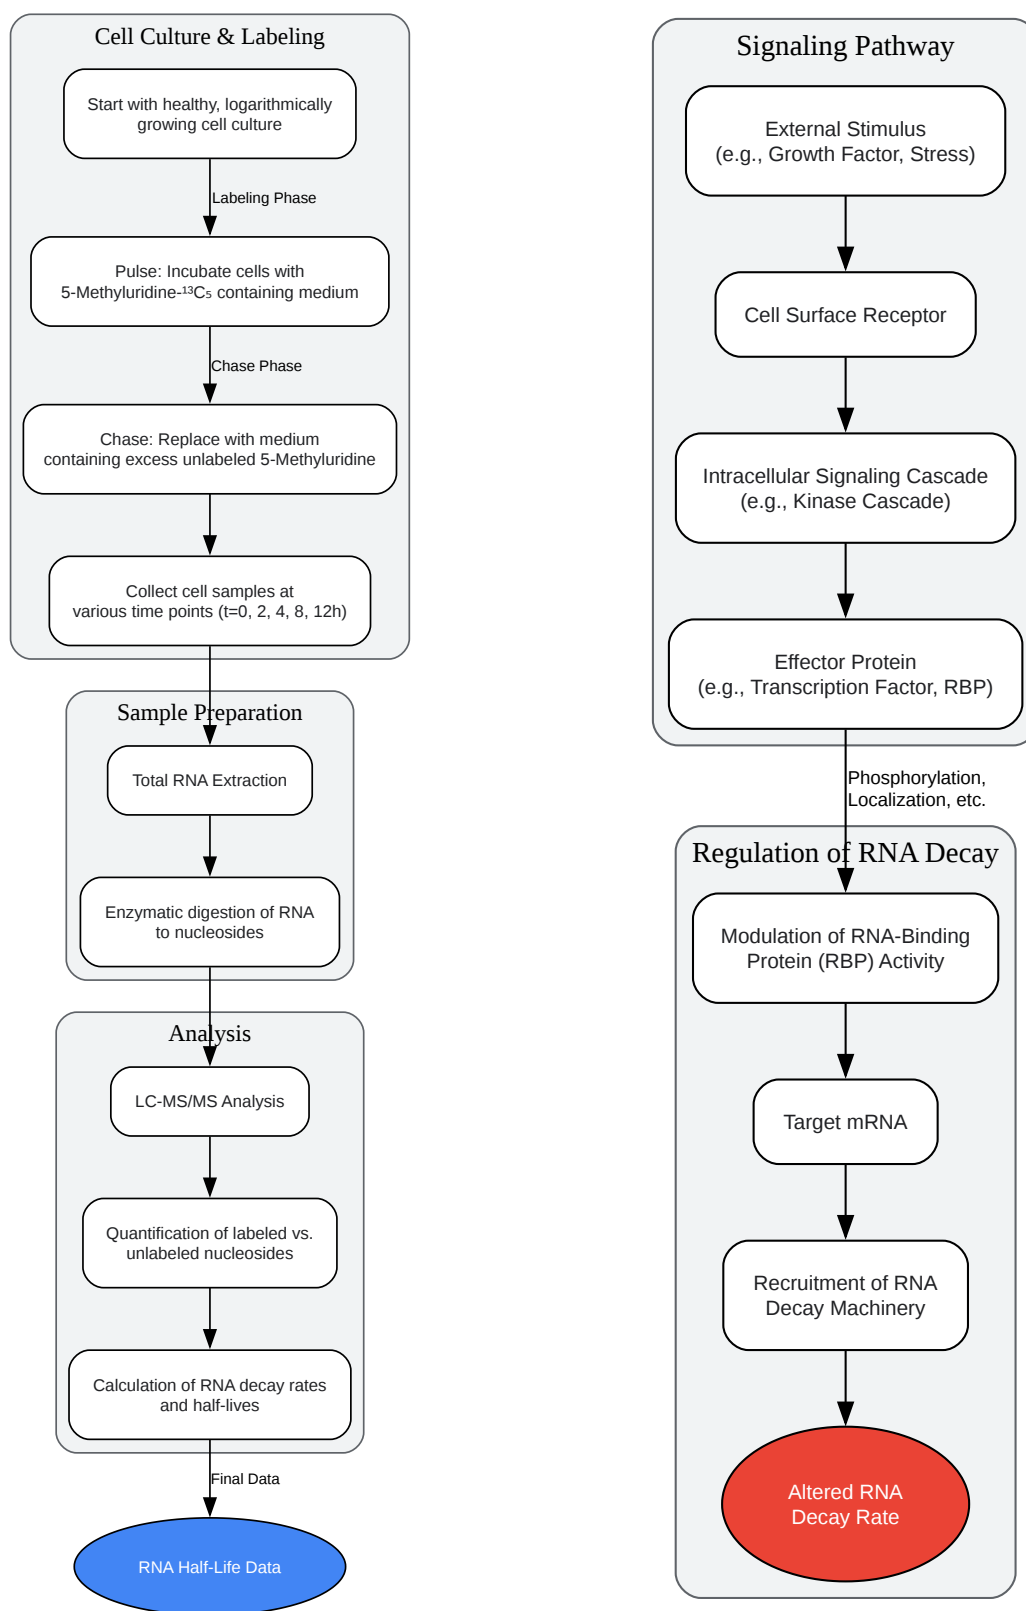 Cell Culture & Labeling
Start with healthy, logarithmically
growing cell culture
Labeling Phase
Pulse: Incubate cells with
5-Methyluridine-¹³C₅ containing medium
Chase Phase
Chase: Replace with medium
containing excess unlabeled 5-Methyluridine
Collect cell samples at
various time points (t=0, 2, 4, 8, 12h)
Sample Preparation
Total RNA Extraction
Enzymatic digestion of RNA
to nucleosides
Analysis
LC-MS/MS Analysis
Quantification of labeled vs.
unlabeled nucleosides
Calculation of RNA decay rates
and half-lives
Final Data
RNA Half-Life Data
Signaling Pathway
External Stimulus
(e.g., Growth Factor, Stress)
Cell Surface Receptor
Intracellular Signaling Cascade
(e.g., Kinase Cascade)
Effector Protein
(e.g., Transcription Factor, RBP)
Phosphorylation,
Localization, etc.
Regulation of RNA Decay
Modulation of RNA-Binding
Protein (RBP) Activity
Target mRNA
Recruitment of RNA
Decay Machinery
Altered RNA
Decay Rate